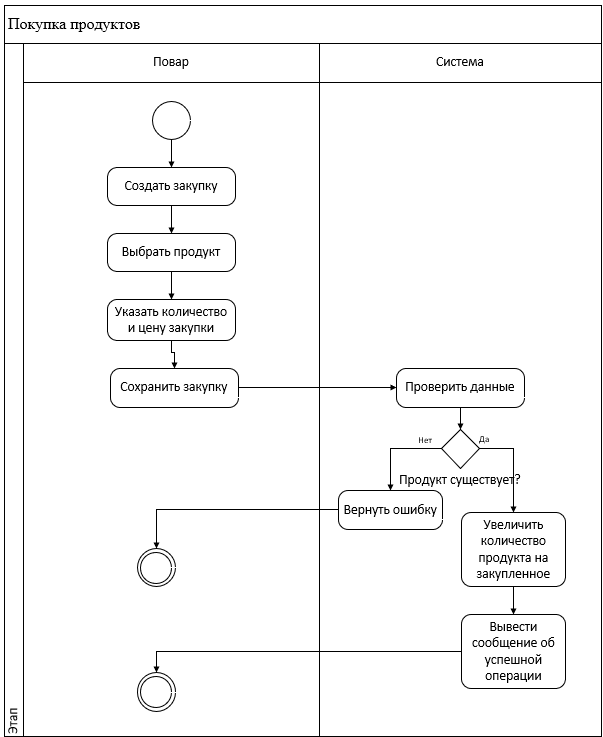 Покупка продуктов
Повар
Система
Создать закупку
Выбрать продукт
Указать количество
и цену закупки
Сохранить закупку
Проверить данные
Нет
Да
Продукт существует?
Вернуть ошибку
Увеличить
количество
продукта на
закупленное
Вывести
сообщение об
успешной
операции
Этап